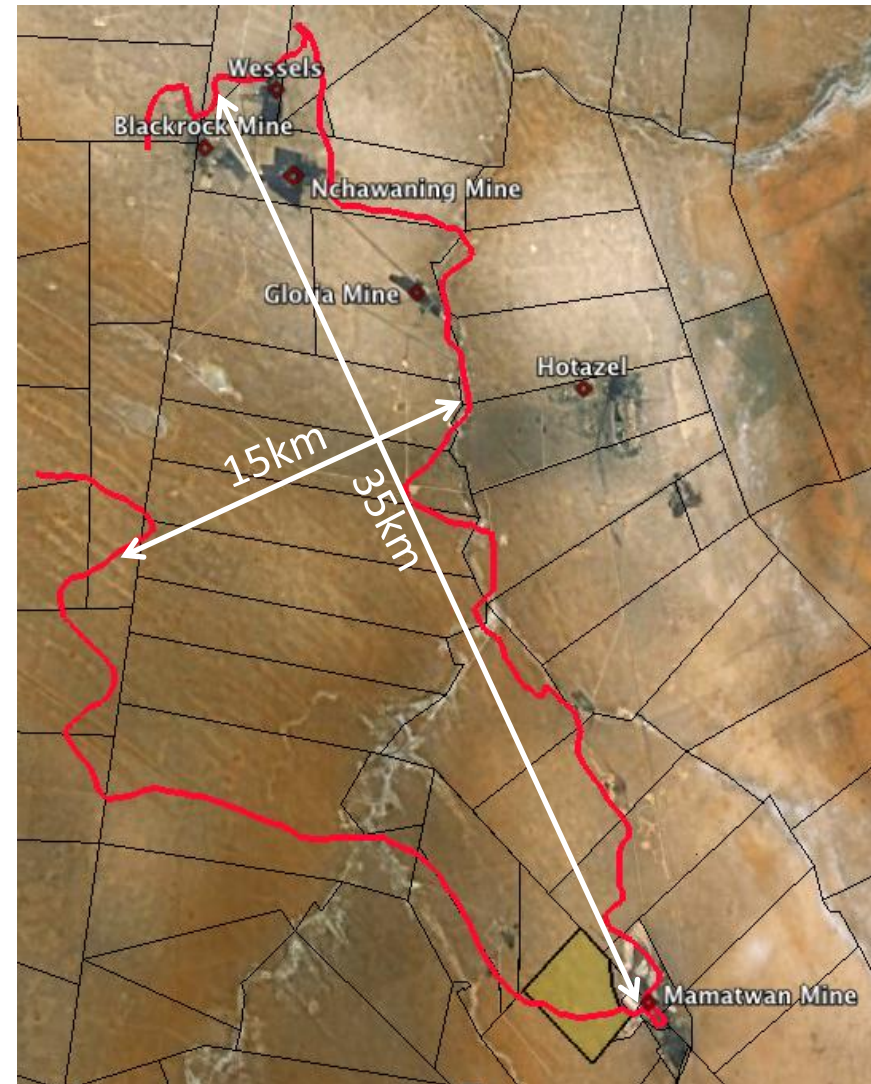 Wessels
Blackrock Mine
Nchawaning Mine
Gloria Mine
Hotazel
15km
35km
Mamatwan Mine